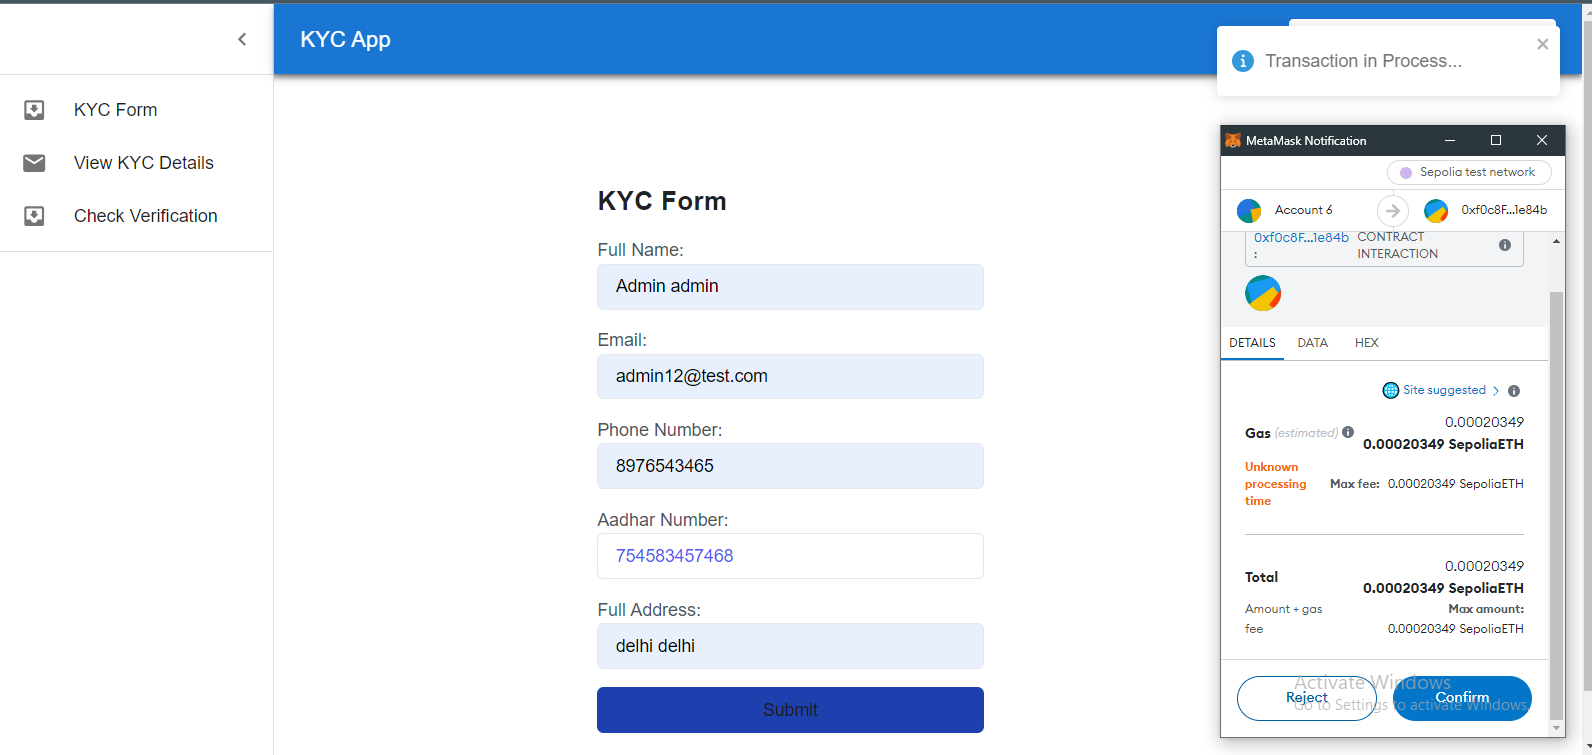 KYC App
Transaction in Process...
KYC Form
View KYC Details
Check Verification
KYC Form
Full Name:
Admin admin
Email:
admin12@test.com
Phone Number:
8976543465
Aadhar Number:
754583457468
Full Address:
delhi delhi
Submit
MetaMask Notification
Sepolia test network
Account 6
0xf0c8F...1e84b
0xf0c8F...1e84b CONTRACT
: INTERACTION
DETAILS DATA HEX
Site suggested >
0.00020349
Gas (estimated)
0.00020349 SepoliaETH
Unknown
processing
time
Max fee: 0.00020349 SepoliaETH
0.00020349
Total
0.00020349 SepoliaETH
Amount + gas
fee
Max amount:
0.00020349 SepoliaETH
Reject
Confirm
Activate Windows
Go to Settings to activate Windows.